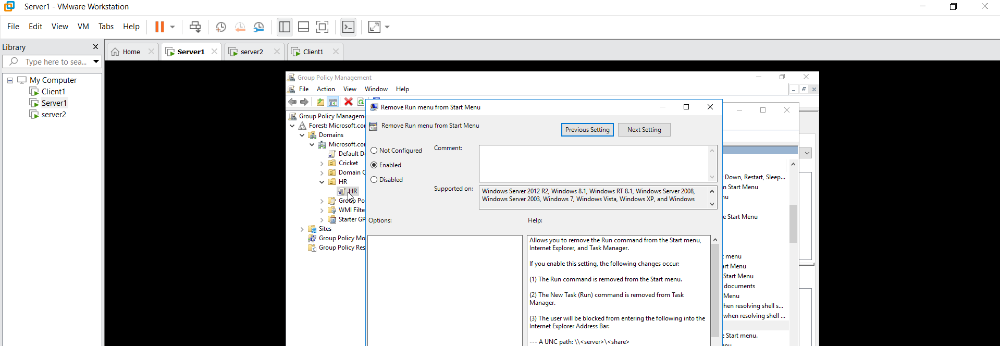 Server1 - VMware Workstation
File Edit View VM Tabs Help
Library
Type here to sea...
My Computer
Client1
Server1
server2
Home
Server1
server2
Client1
Group Policy Management
File Action View Window Help
Group Policy Managem
Forest: Microsoft.cor
Domains
Microsoft.cor
Default D
Cricket
Domain C
HR
HR
Group Po
WMI Filte
Starter GP
Sites
Group Policy Mo
Group Policy Res
Remove Run menu from Start Menu
Remove Run menu from Start Menu
Previous Setting
Next Setting
Not Configured
Enabled
Disabled
Comment:
Supported on:
Windows Server 2012 R2, Windows 8.1, Windows RT 8.1, Windows Server 2008,
Windows Server 2003, Windows 7, Windows Vista, Windows XP, and Windows
Options:
Help:
Allows you to remove the Run command from the Start menu,
Internet Explorer, and Task Manager.
If you enable this setting, the following changes occur:
(1) The Run command is removed from the Start menu.
(2) The New Task (Run) command is removed from Task
Manager.
(3) The user will be blocked from entering the following into the
Internet Explorer Address Bar:
--- A UNC path: \\<server>\<share>
Down, Restart, Sleep...
Start Menu
Start Menu
menu
Menu
Start Menu
documents
Menu
when resolving shell ...
Start menu.